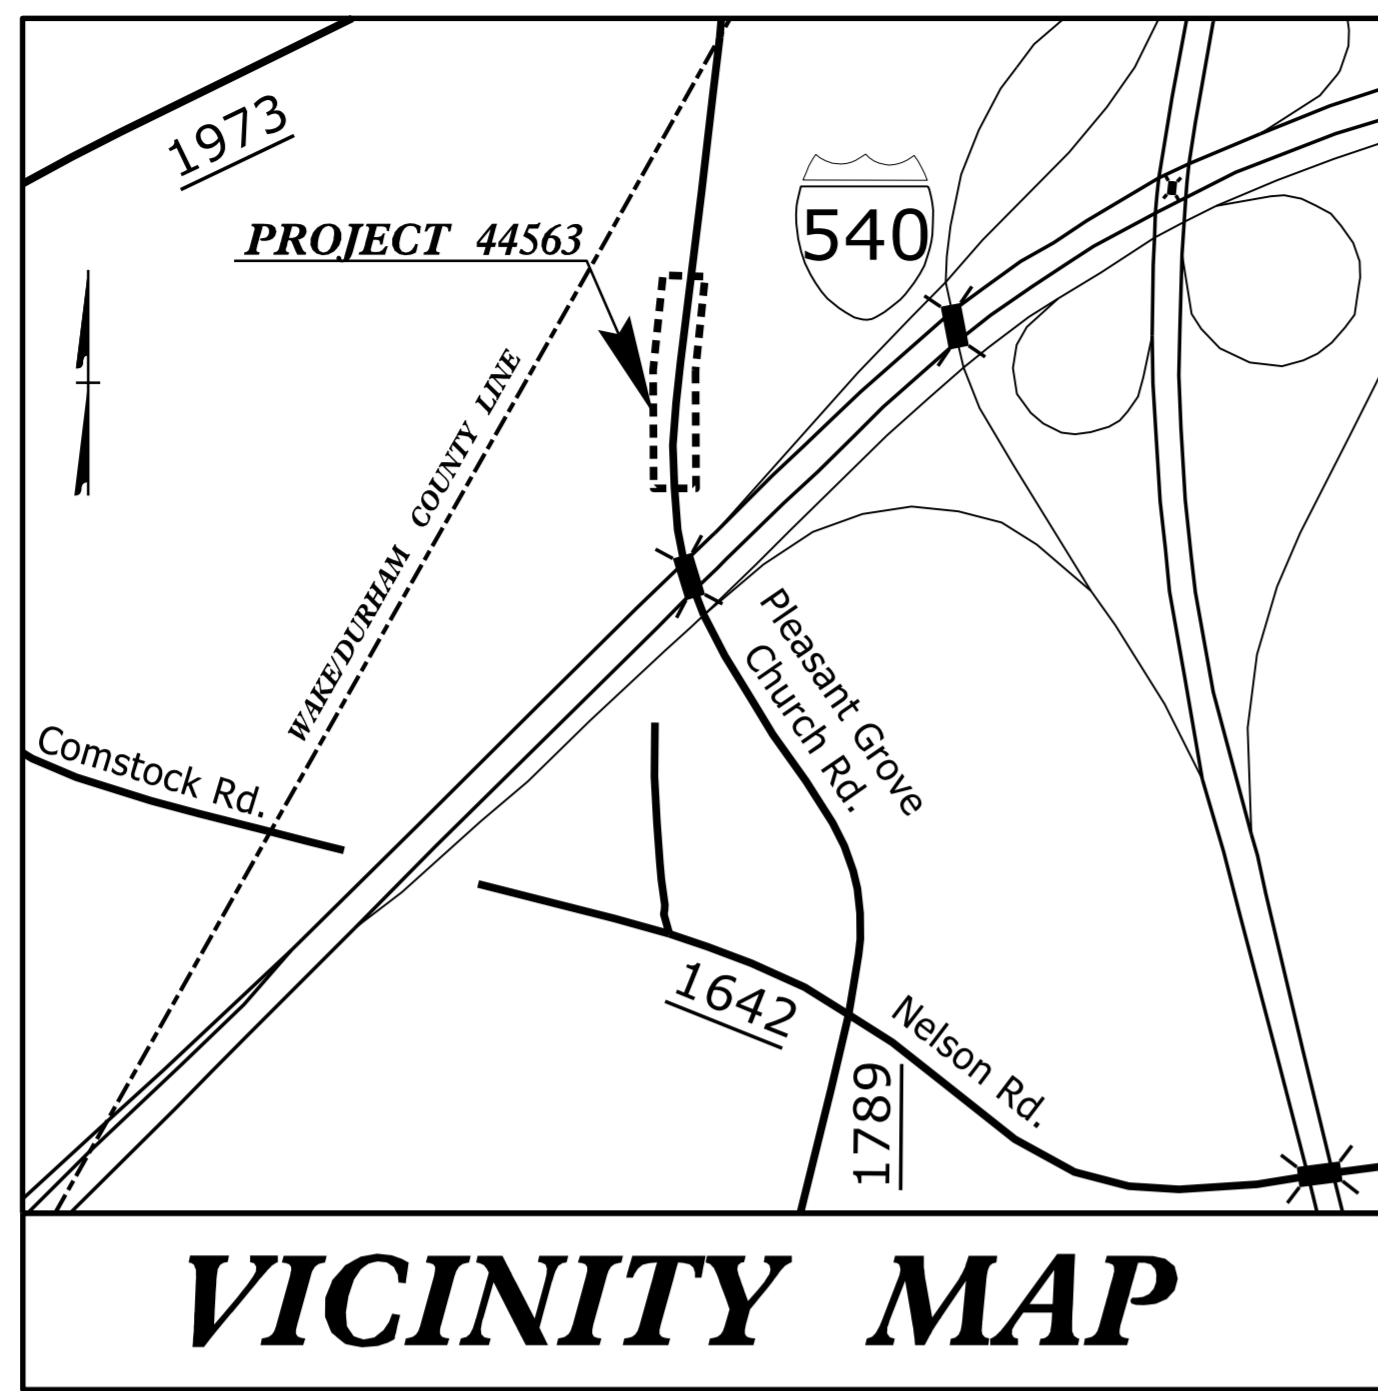 1973
PROJECT 44563
540
WAKE/DURHAM COUNTY LINE
Pleasant Grove
Church Rd.
Comstock Rd.
1642
Nelson Rd.
1789
VICINITY MAP